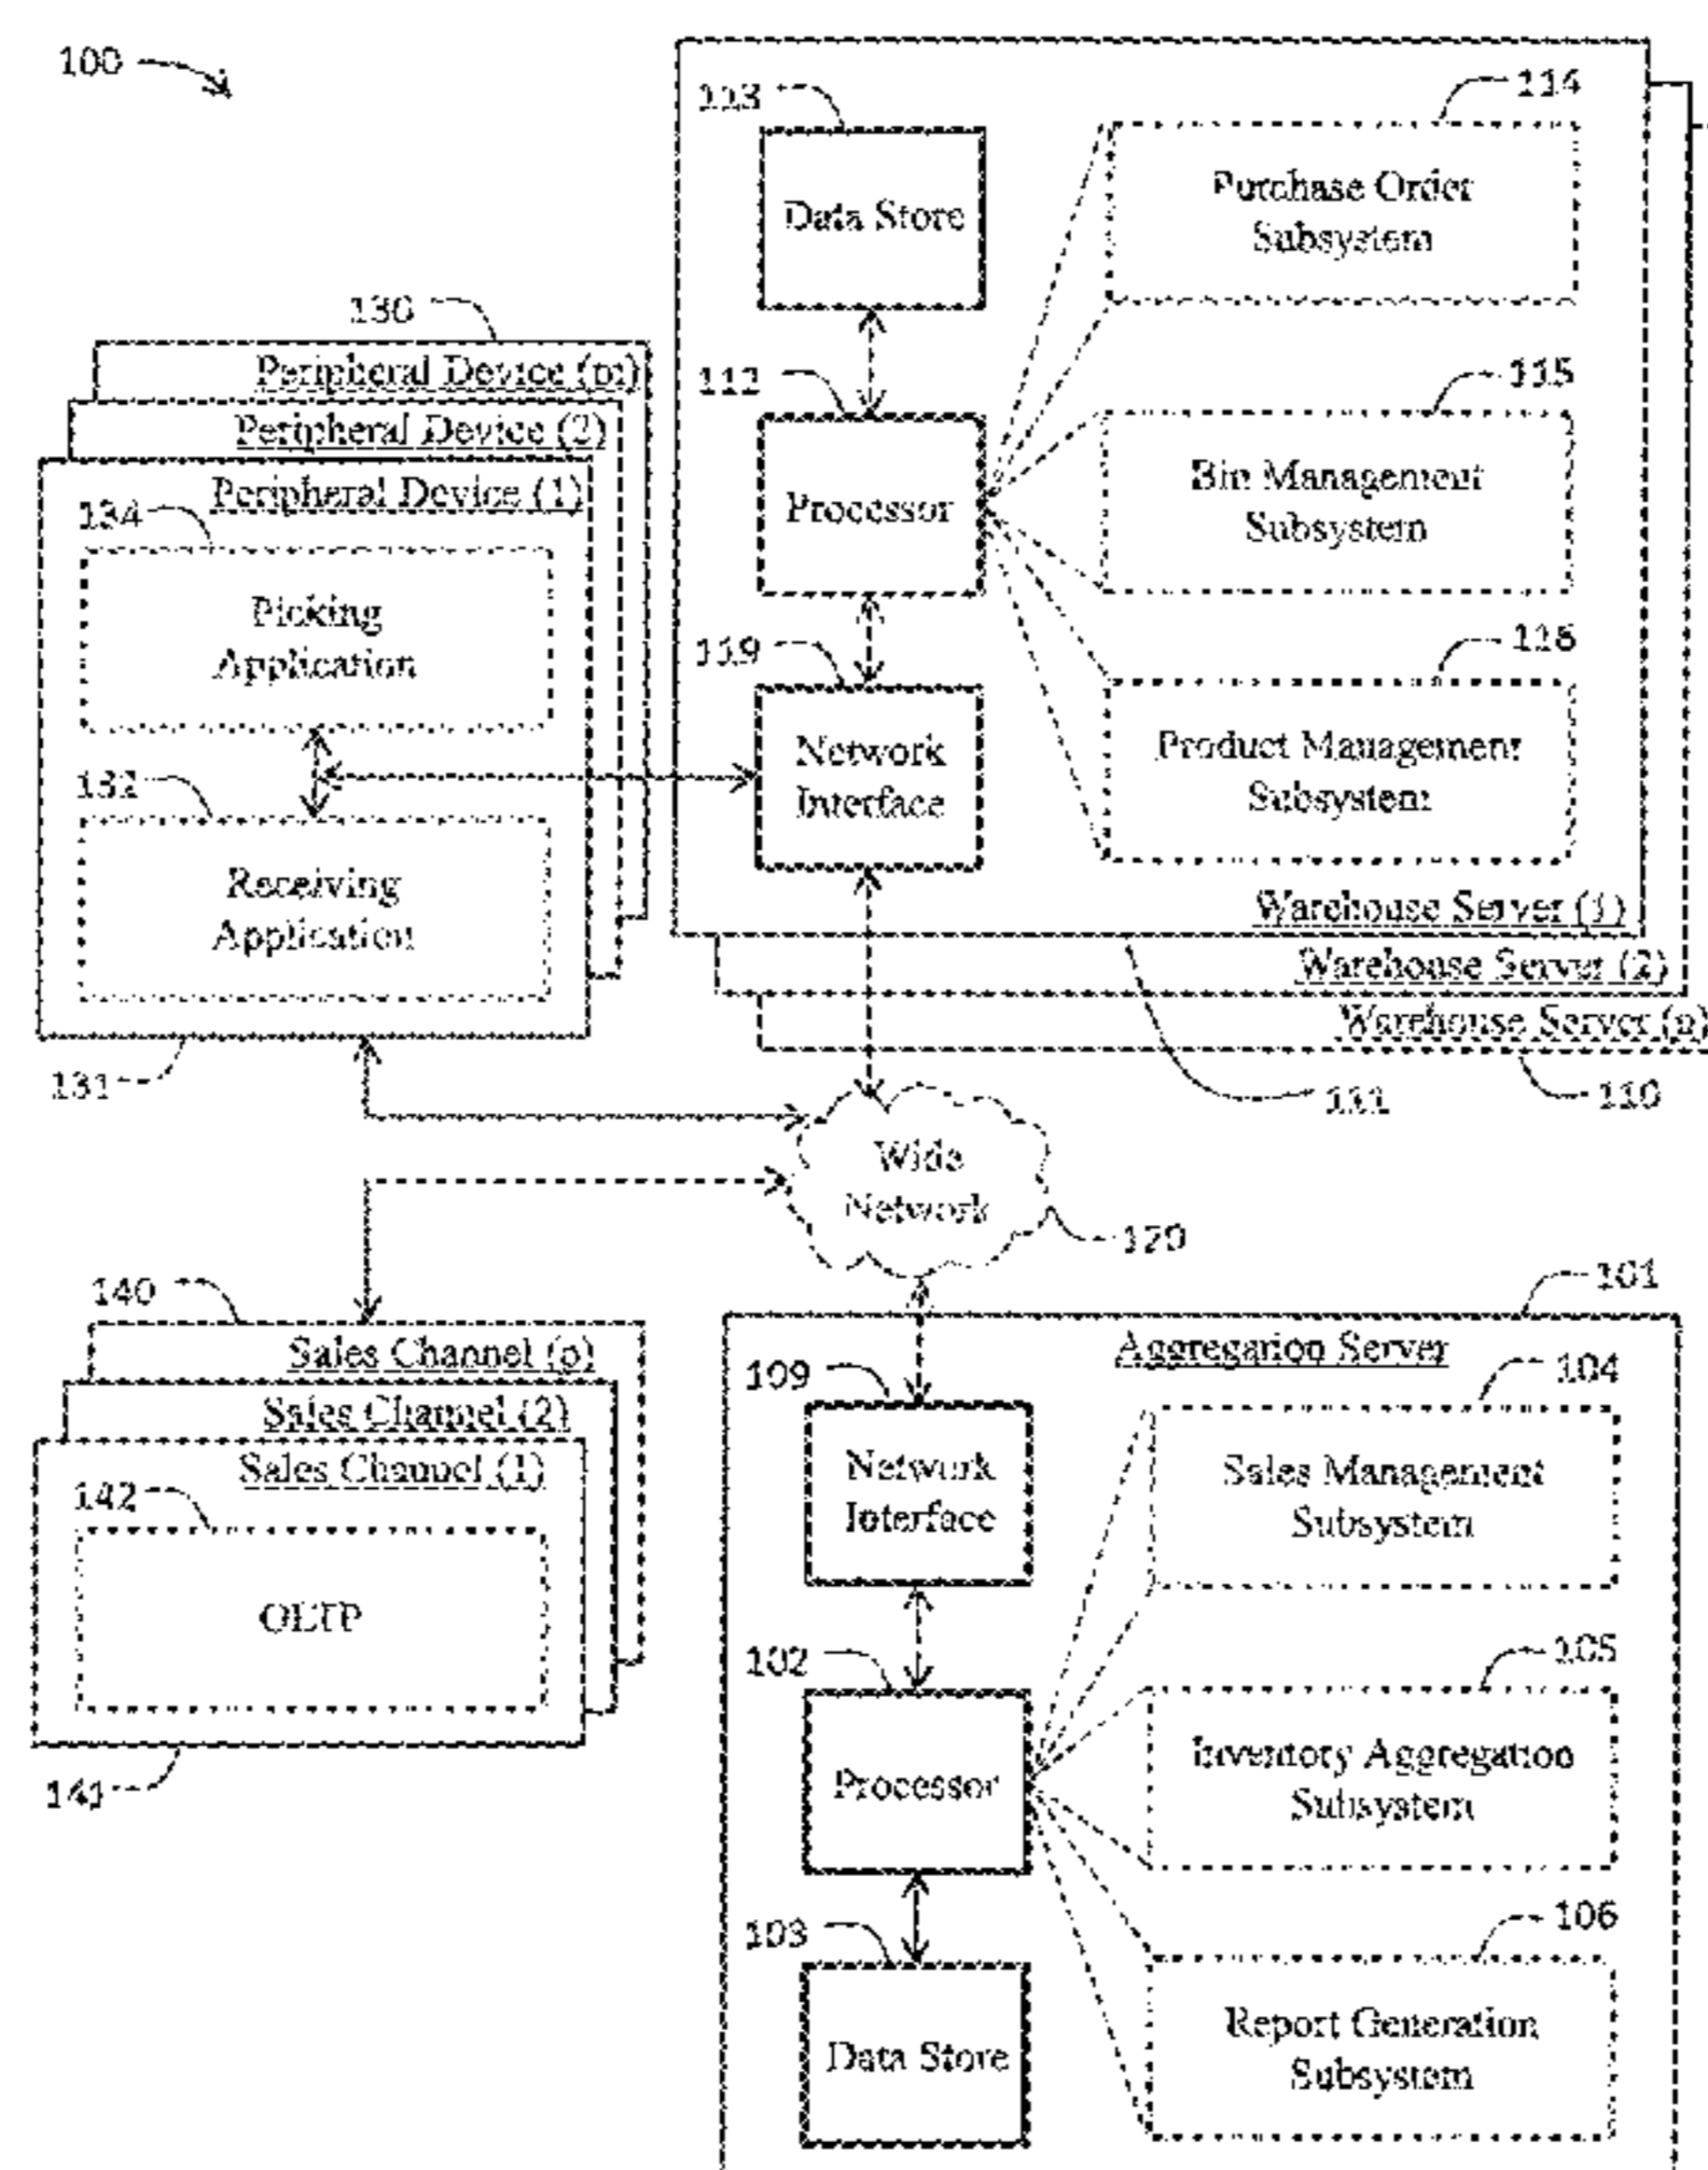 100
113
114
Data Store
Purchase Order
Subsystem
130
Peripheral Device (m)
Peripheral Device (2)
Peripheral Device (1)
112
115
Processor
Bin Management
Subsystem
134
Picking
Application
119
Network
Interface
Product Management
Subsystem
132
Receiving
Application
Warehouse Server (1)
Warehouse Server (2)
Warehouse Server (n)
131
111
110
Wide
Network
120
140
Sales Channel (o)
Sales Channel (2)
Sales Channel (1)
142
OLTP
141
101
Aggregation Server
109
104
Network
Interface
Sales Management
Subsystem
102
105
Processor
Inventory Aggregation
Subsystem
103
106
Data Store
Report Generation
Subsystem